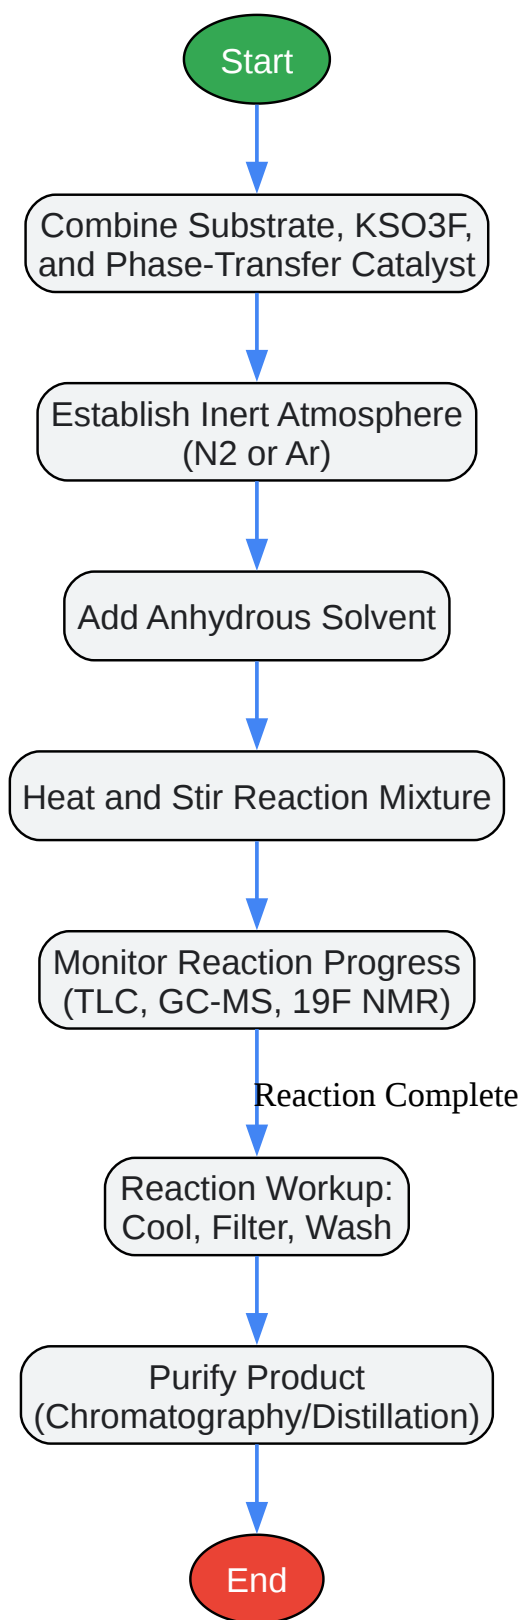 Start
Combine Substrate, KSO3F,
and Phase-Transfer Catalyst
Establish Inert Atmosphere
(N2 or Ar)
Add Anhydrous Solvent
Heat and Stir Reaction Mixture
Monitor Reaction Progress
(TLC, GC-MS, 19F NMR)
Reaction Complete
Reaction Workup:
Cool, Filter, Wash
Purify Product
(Chromatography/Distillation)
End